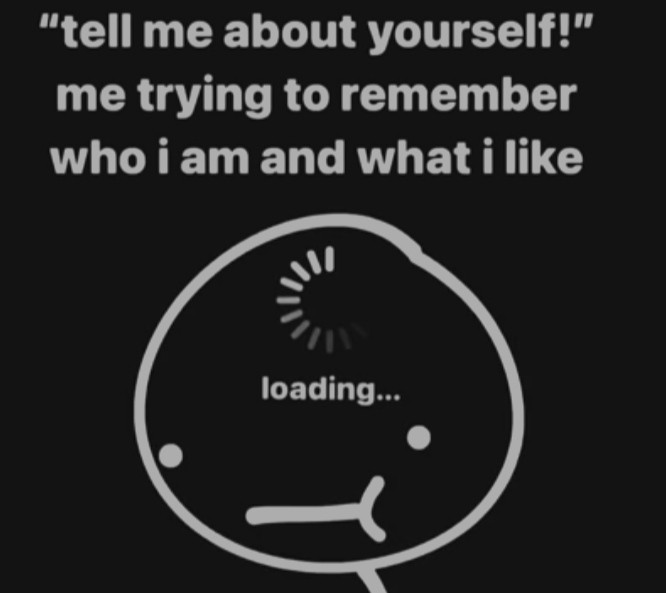 “tell me about yourself!”
me trying to remember
who i am and what i like
loading...